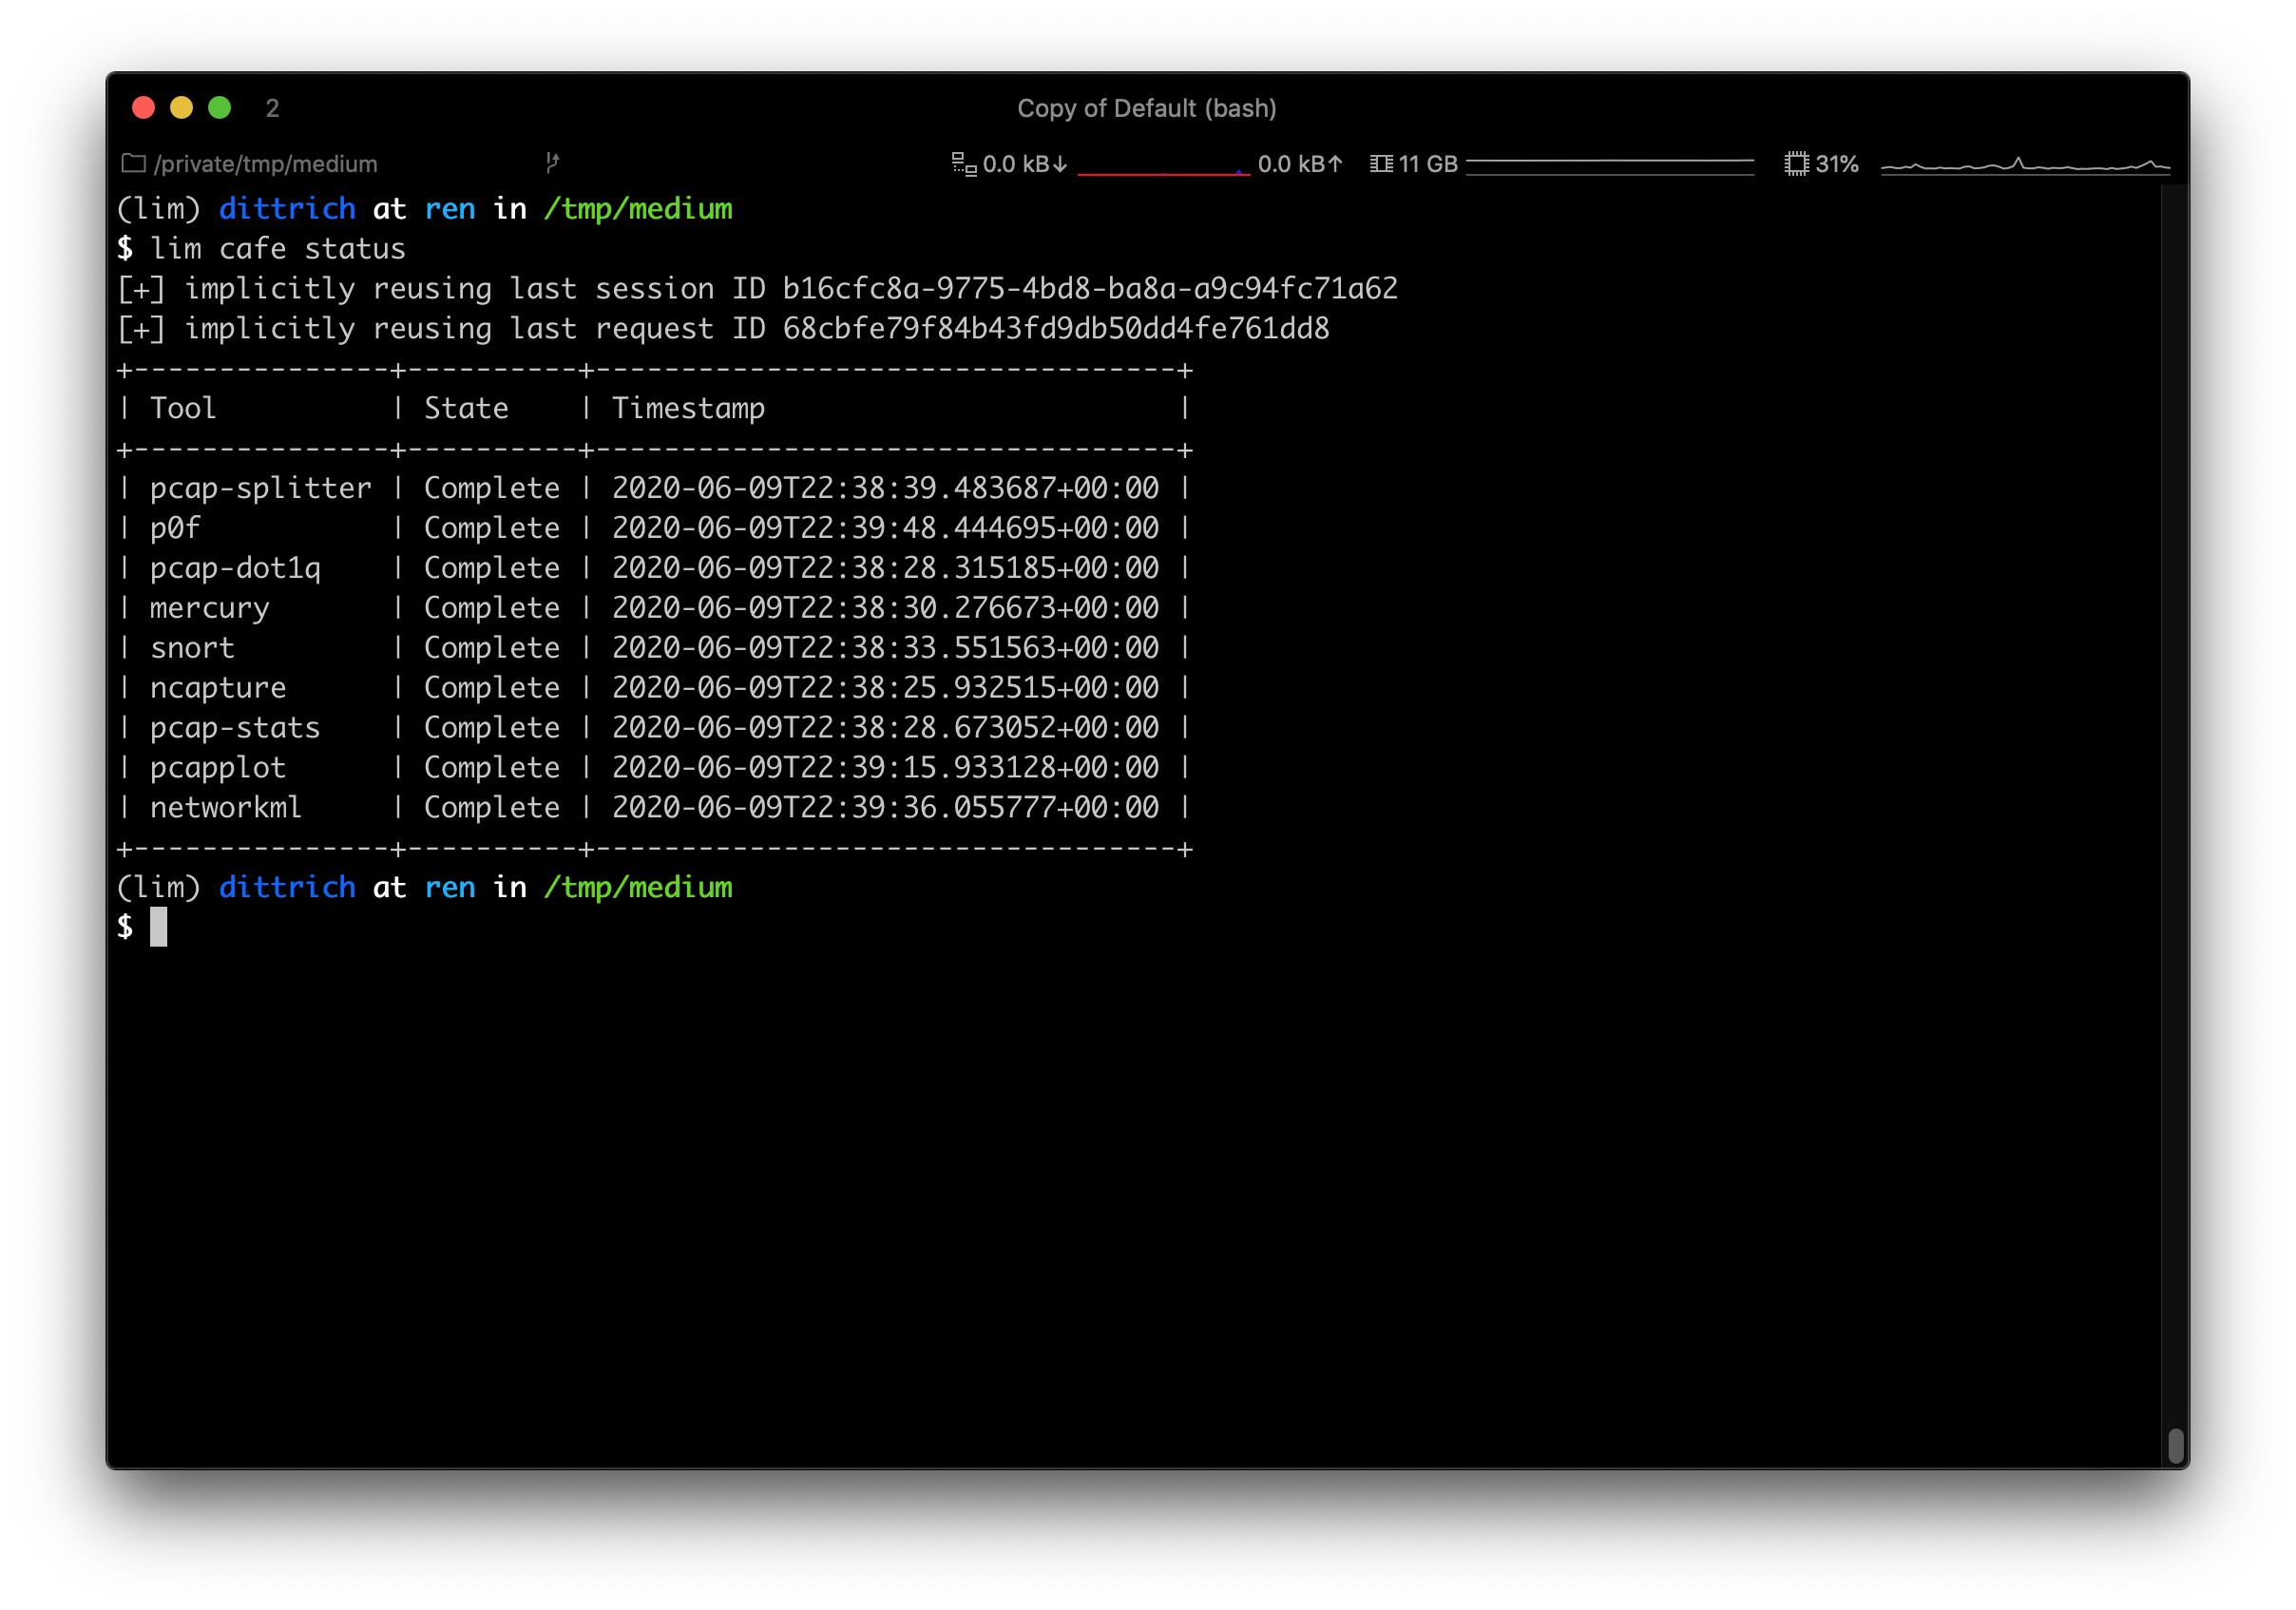 2
Copy of Default (bash)
/private/tmp/medium 0.0 kB↓ 0.0 kB↑ 11 GB 31%
(lim) dittrich at ren in /tmp/medium
$ lim cafe status
[+] implicitly reusing last session ID b16cfc8a-9775-4bd8-ba8a-a9c94fc71a62
[+] implicitly reusing last request ID 68cbfe79f84b43fd9db50dd4fe761dd8
+---------------+----------+----------------------------------+
| Tool          | State    | Timestamp                        |
+---------------+----------+----------------------------------+
| pcap-splitter | Complete | 2020-06-09T22:38:39.483687+00:00 |
| p0f           | Complete | 2020-06-09T22:39:48.444695+00:00 |
| pcap-dot1q    | Complete | 2020-06-09T22:38:28.315185+00:00 |
| mercury       | Complete | 2020-06-09T22:38:30.276673+00:00 |
| snort         | Complete | 2020-06-09T22:38:33.551563+00:00 |
| ncapture      | Complete | 2020-06-09T22:38:25.932515+00:00 |
| pcap-stats    | Complete | 2020-06-09T22:38:28.673052+00:00 |
| pcapplot      | Complete | 2020-06-09T22:39:15.933128+00:00 |
| networkml     | Complete | 2020-06-09T22:39:36.055777+00:00 |
+---------------+----------+----------------------------------+
(lim) dittrich at ren in /tmp/medium
$